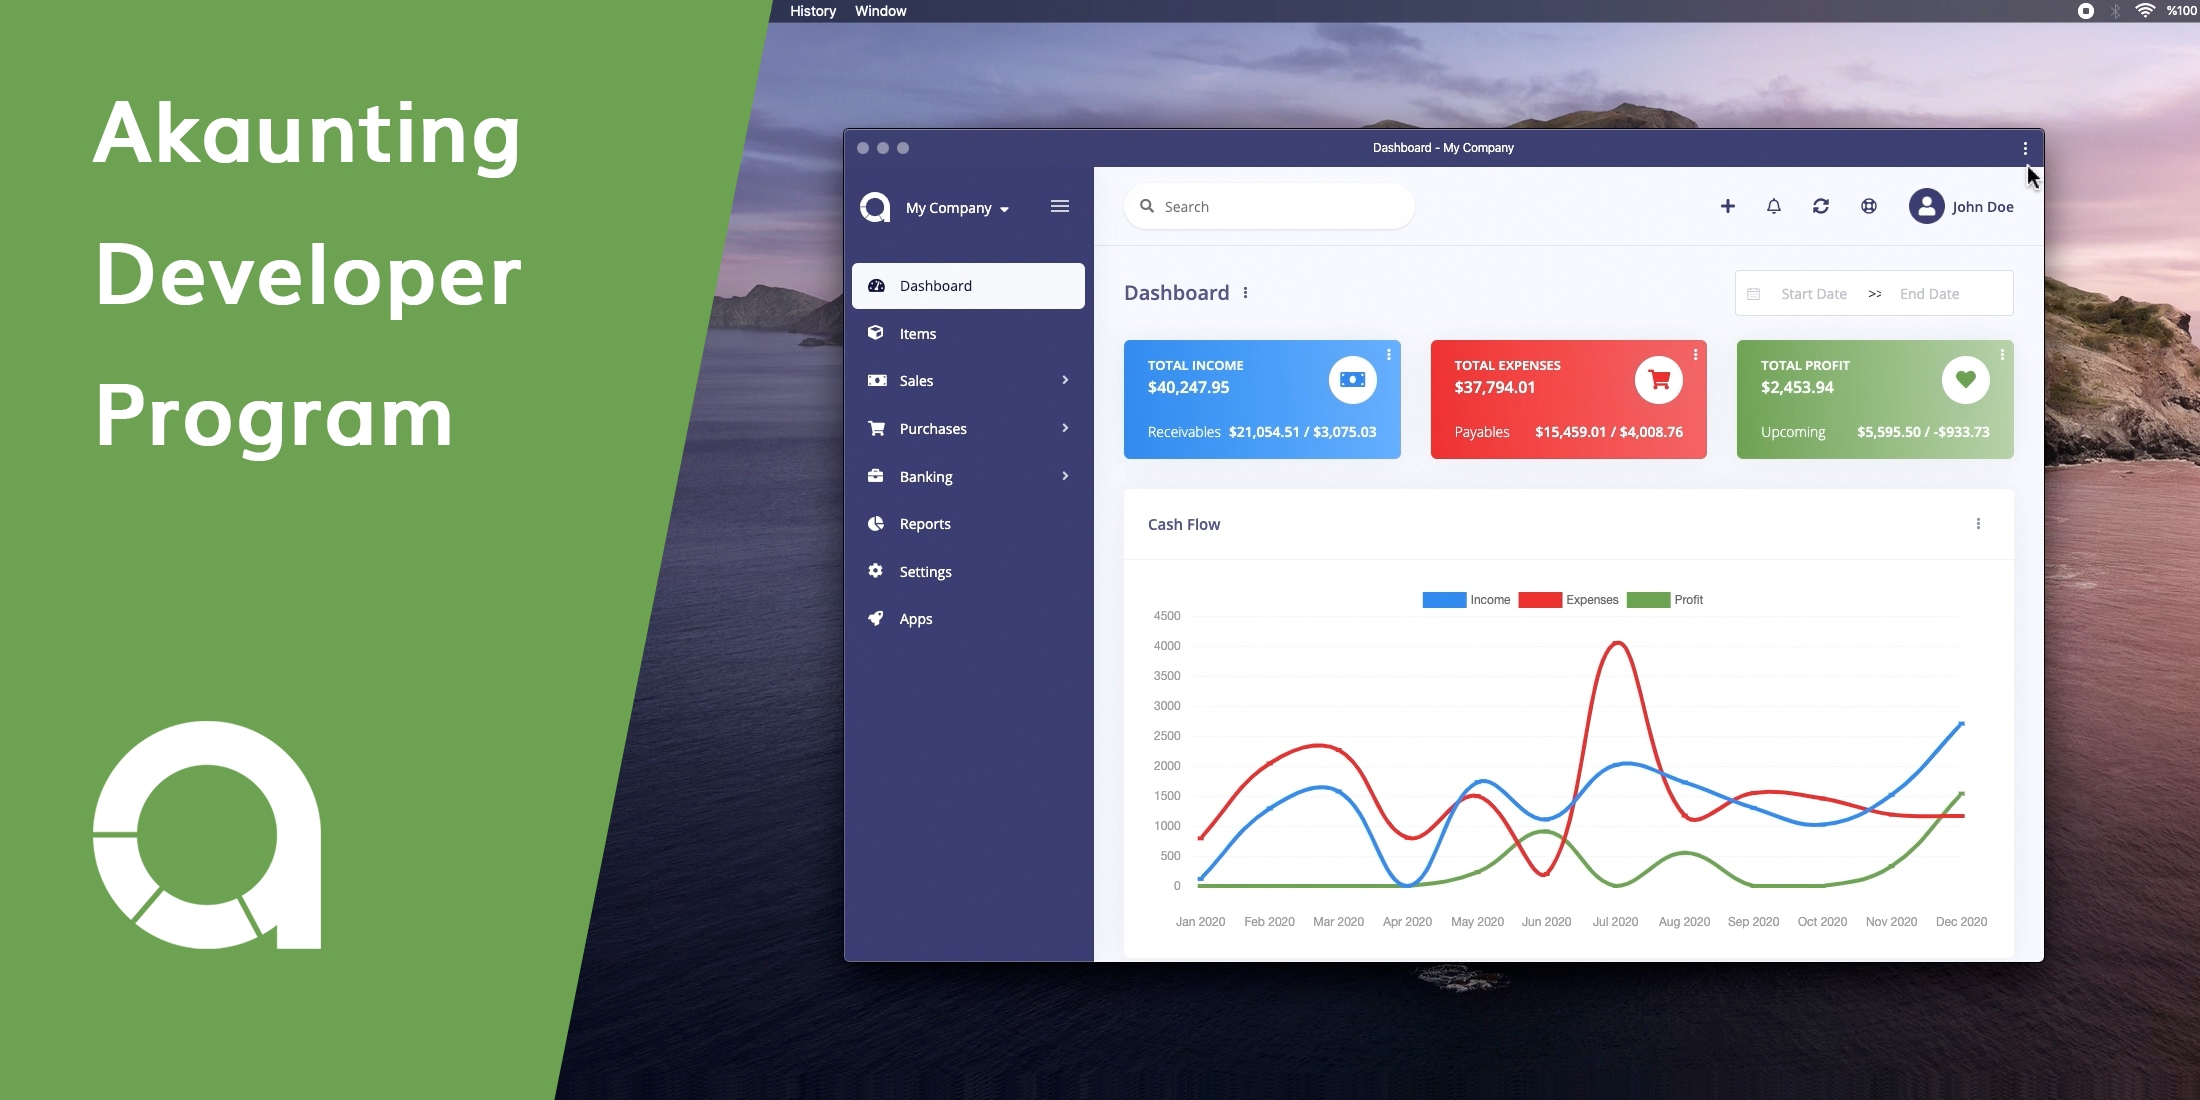 Akaunting
Developer
Program
History Window
%100
Dashboard - My Company
My Company
Search
John Doe
Dashboard
Items
Sales
Purchases
Banking
Reports
Settings
Apps
Dashboard
Start Date >> End Date
TOTAL INCOME
$40,247.95
Receivables $21,054.51 / $3,075.03
TOTAL EXPENSES
$37,794.01
Payables $15,459.01 / $4,008.76
TOTAL PROFIT
$2,453.94
Upcoming $5,595.50 / -$933.73
Cash Flow
Income Expenses Profit
4500
4000
3500
3000
2500
2000
1500
1000
500
0
Jan 2020 Feb 2020 Mar 2020 Apr 2020 May 2020 Jun 2020 Jul 2020 Aug 2020 Sep 2020 Oct 2020 Nov 2020 Dec 2020